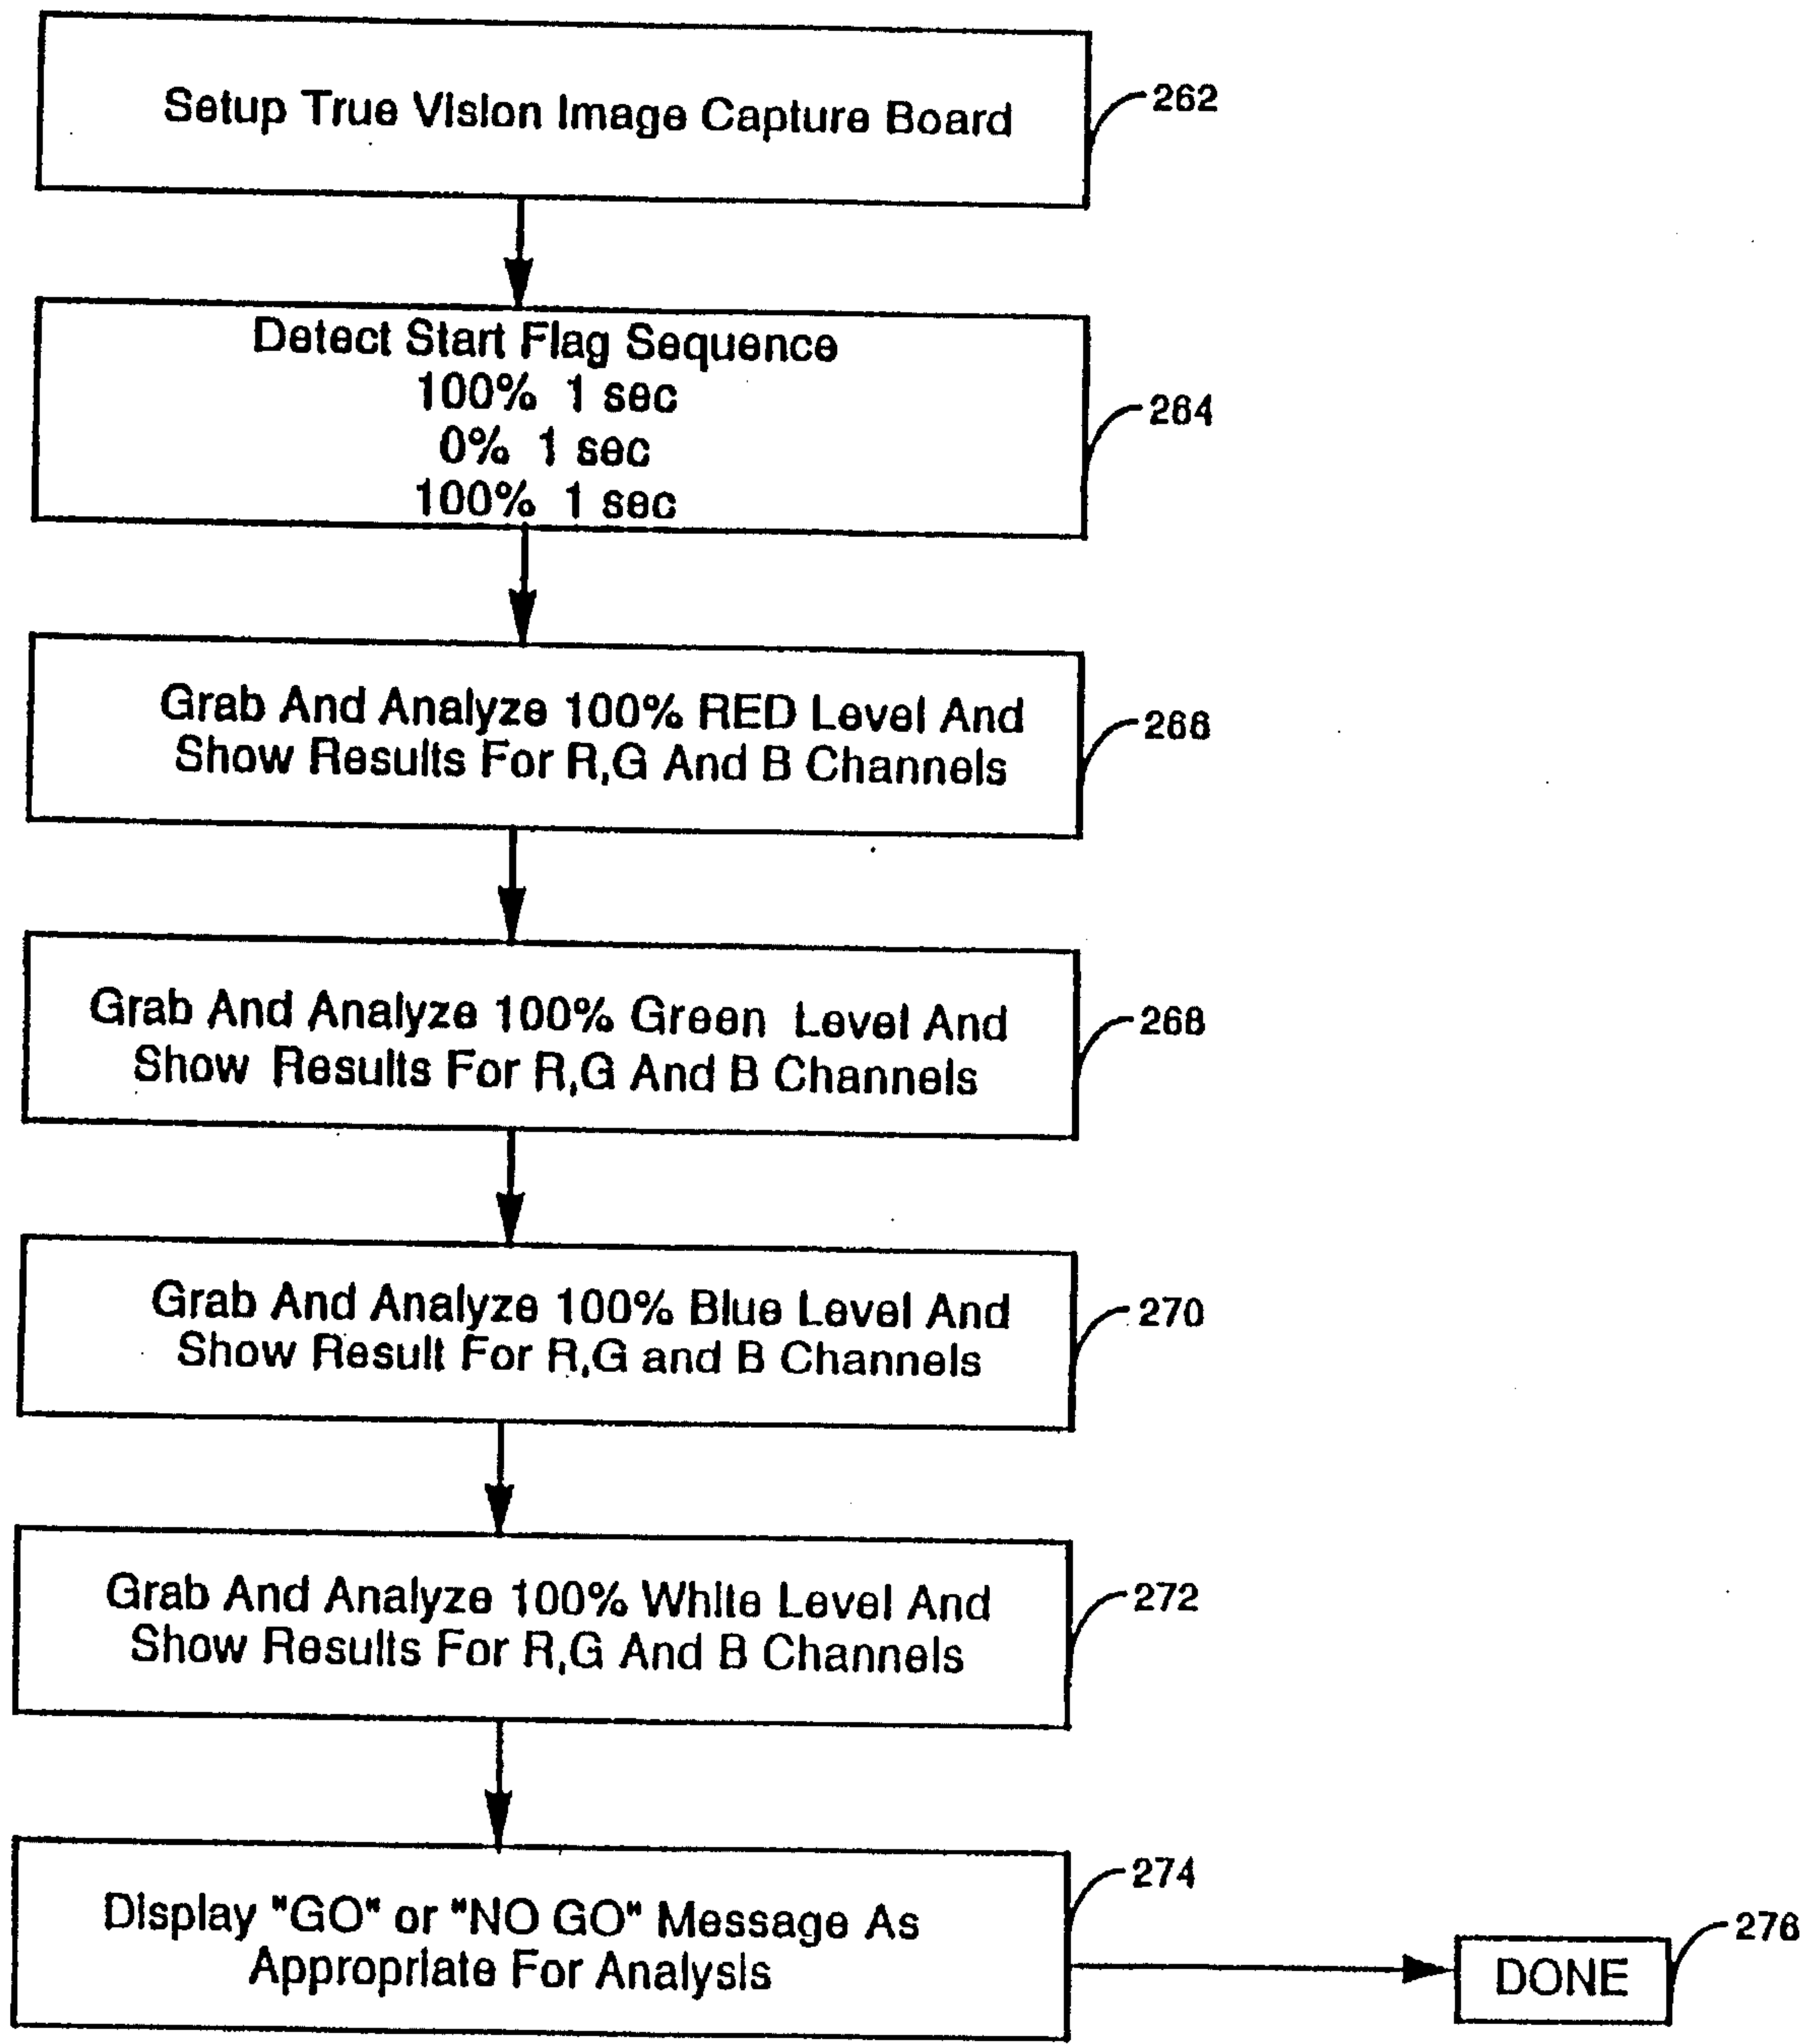 Setup True Vision Image Capture Board
262
Detect Start Flag Sequence
100% 1 sec
0% 1 sec
100% 1 sec
264
Grab And Analyze 100% RED Level And
Show Results For R,G And B Channels
266
Grab And Analyze 100% Green Level And
Show Results For R,G And B Channels
268
Grab And Analyze 100% Blue Level And
Show Result For R,G and B Channels
270
Grab And Analyze 100% White Level And
Show Results For R,G And B Channels
272
Display "GO" or "NO GO" Message As
Appropriate For Analysis
274
DONE
276